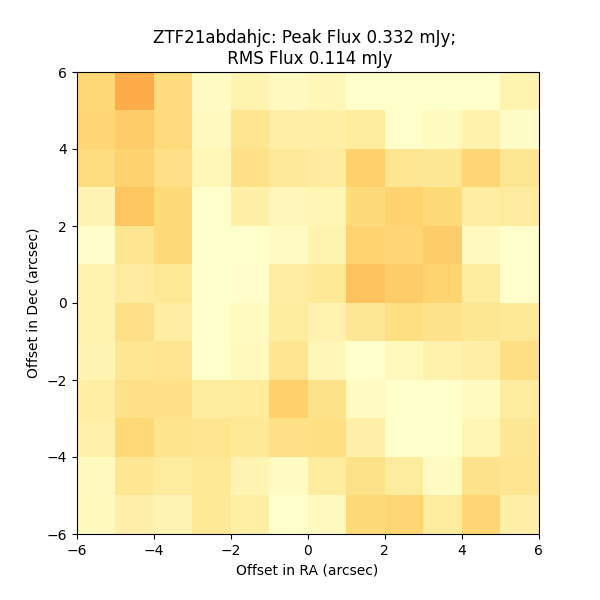 ZTF21abdahjc: Peak Flux 0.332 mJy;
RMS Flux 0.114 mJy
6
4
2
0
−2
−4
−6
Offset in Dec (arcsec)
−6 −4 −2 0 2 4 6
Offset in RA (arcsec)